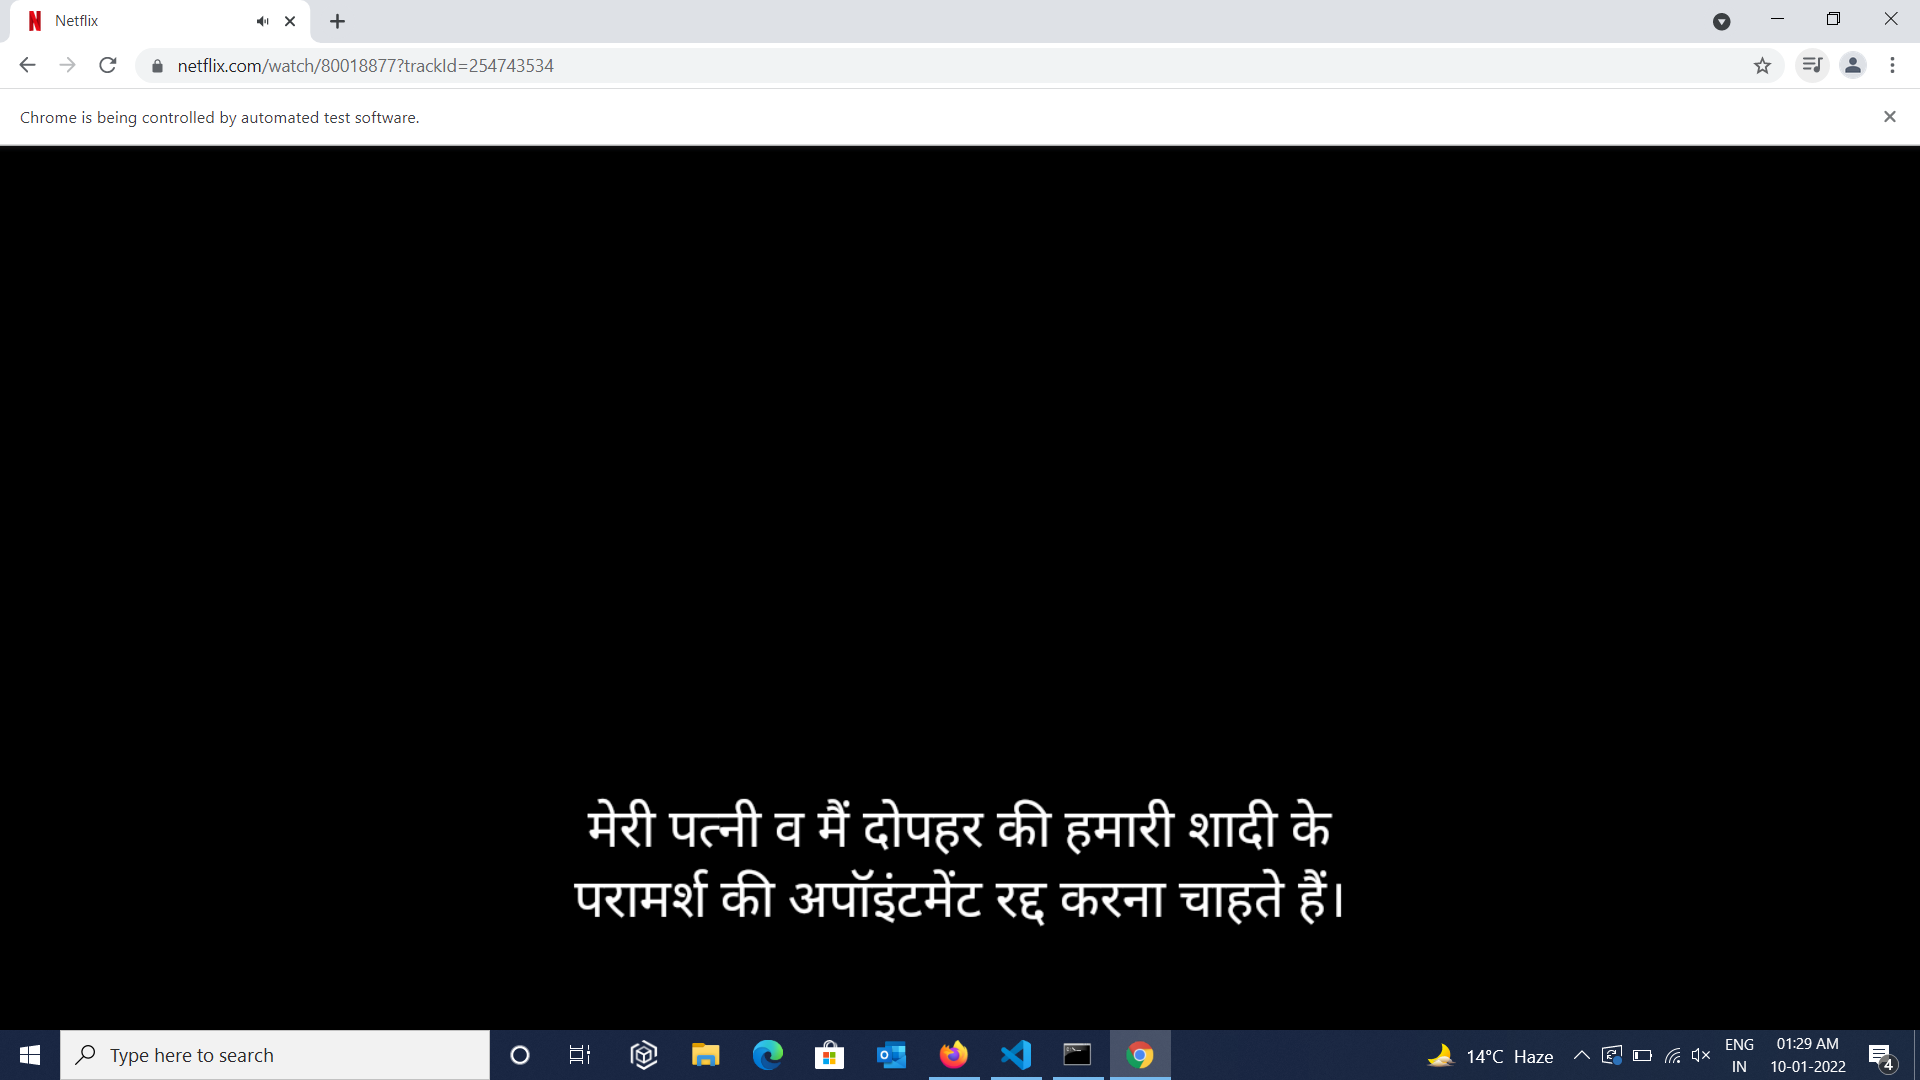 Netflix
netflix.com/watch/80018877?trackId=254743534
Chrome is being controlled by automated test software.
मेरी पत्नी व मैं दोपहर की हमारी शादी के
परामर्श की अपॉइंटमेंट रद्द करना चाहते हैं।
Type here to search
14°C Haze
ENG
IN
01:29 AM
10-01-2022
4